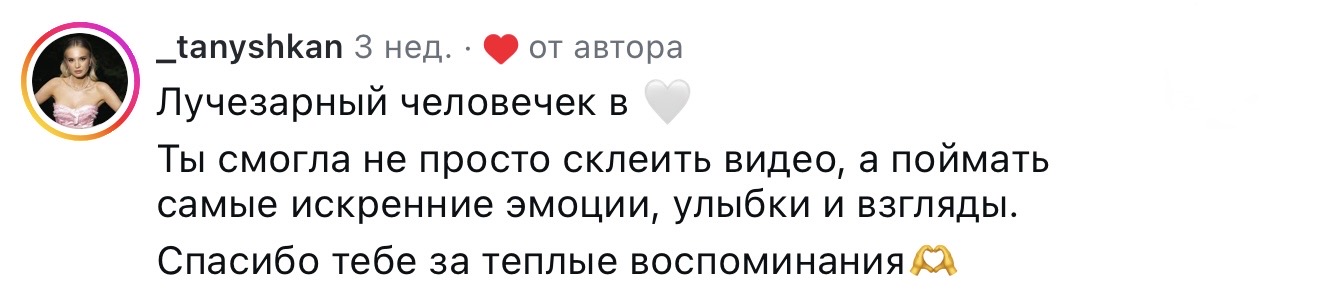 _tanyshkan 3 нед. · ❤️ от автора
Лучезарный человечек в 🤍
Ты смогла не просто склеить видео, а поймать
самые искренние эмоции, улыбки и взгляды.
Спасибо тебе за теплые воспоминания🫶